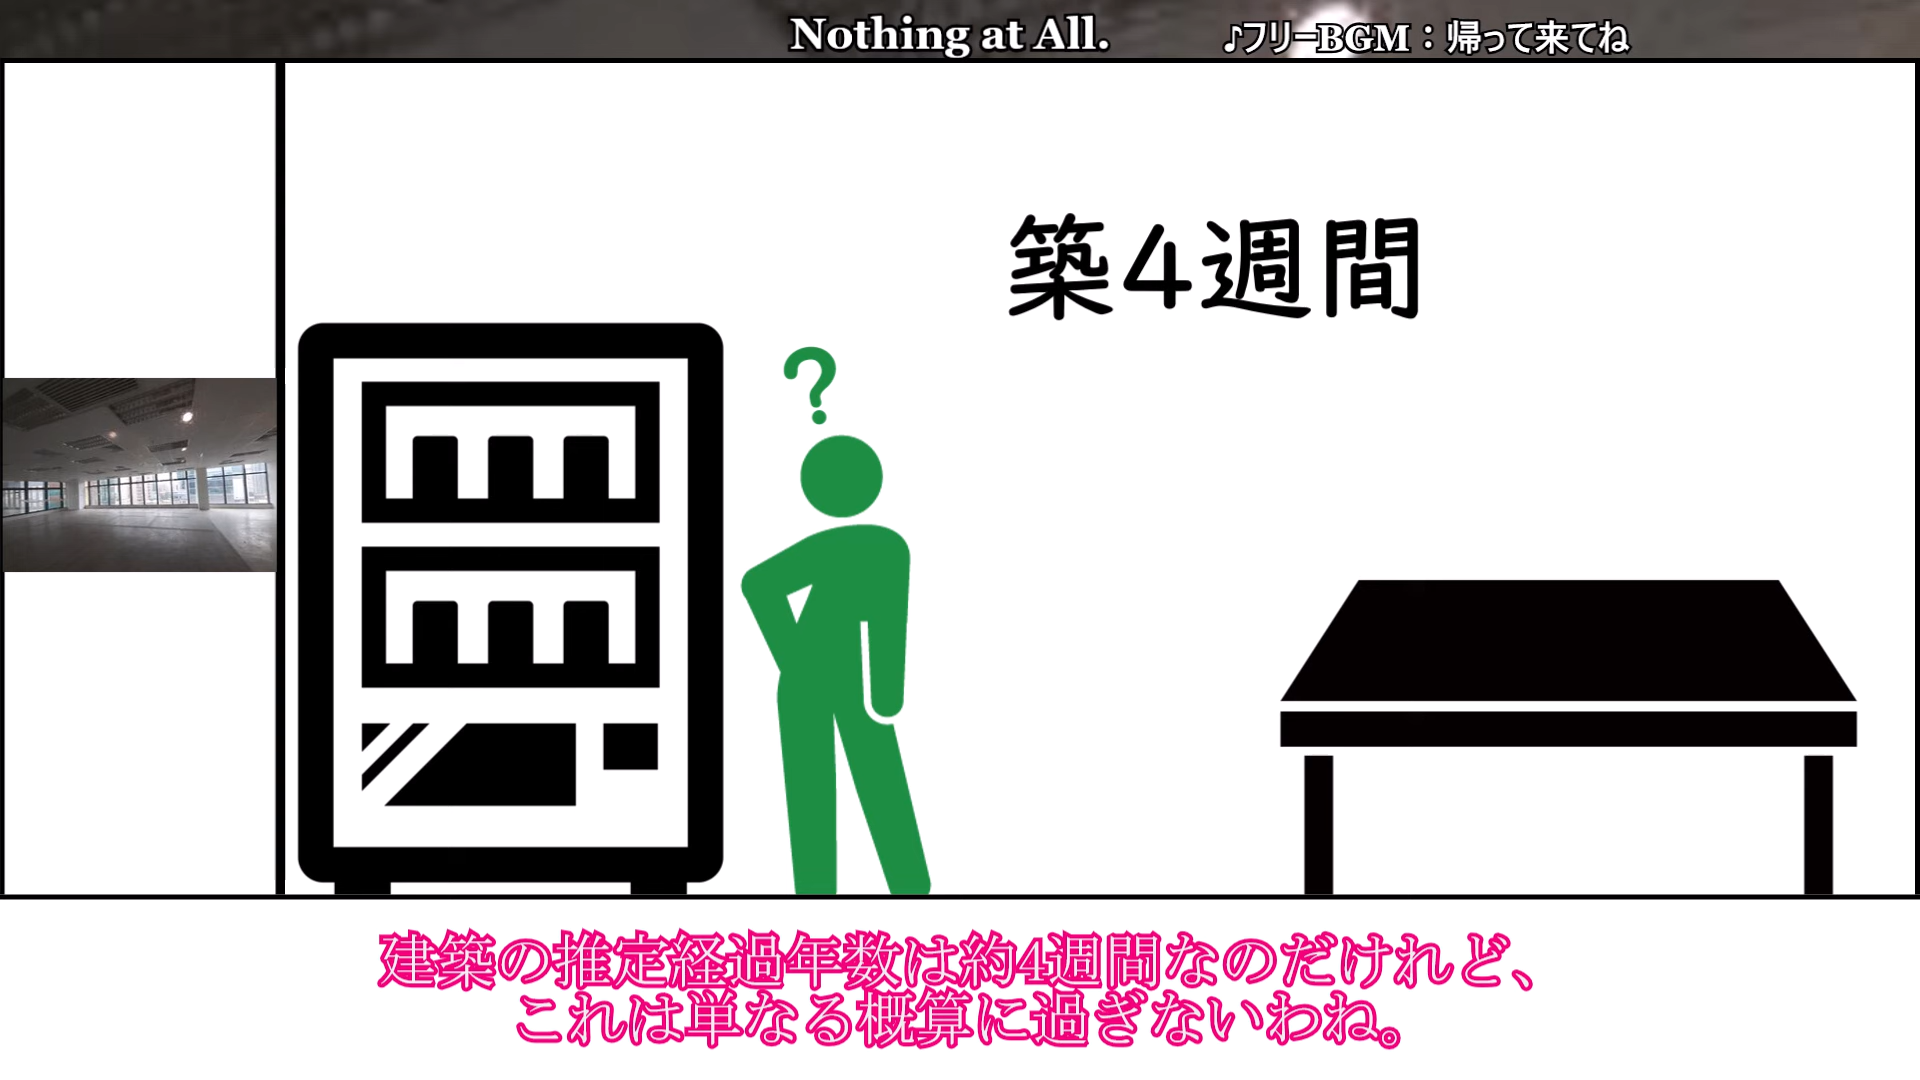 Nothing at All.
♪フリーBGM：帰って来てね
築4週間
?
建築の推定経過年数は約4週間なのだけれど、
これは単なる概算に過ぎないわね。